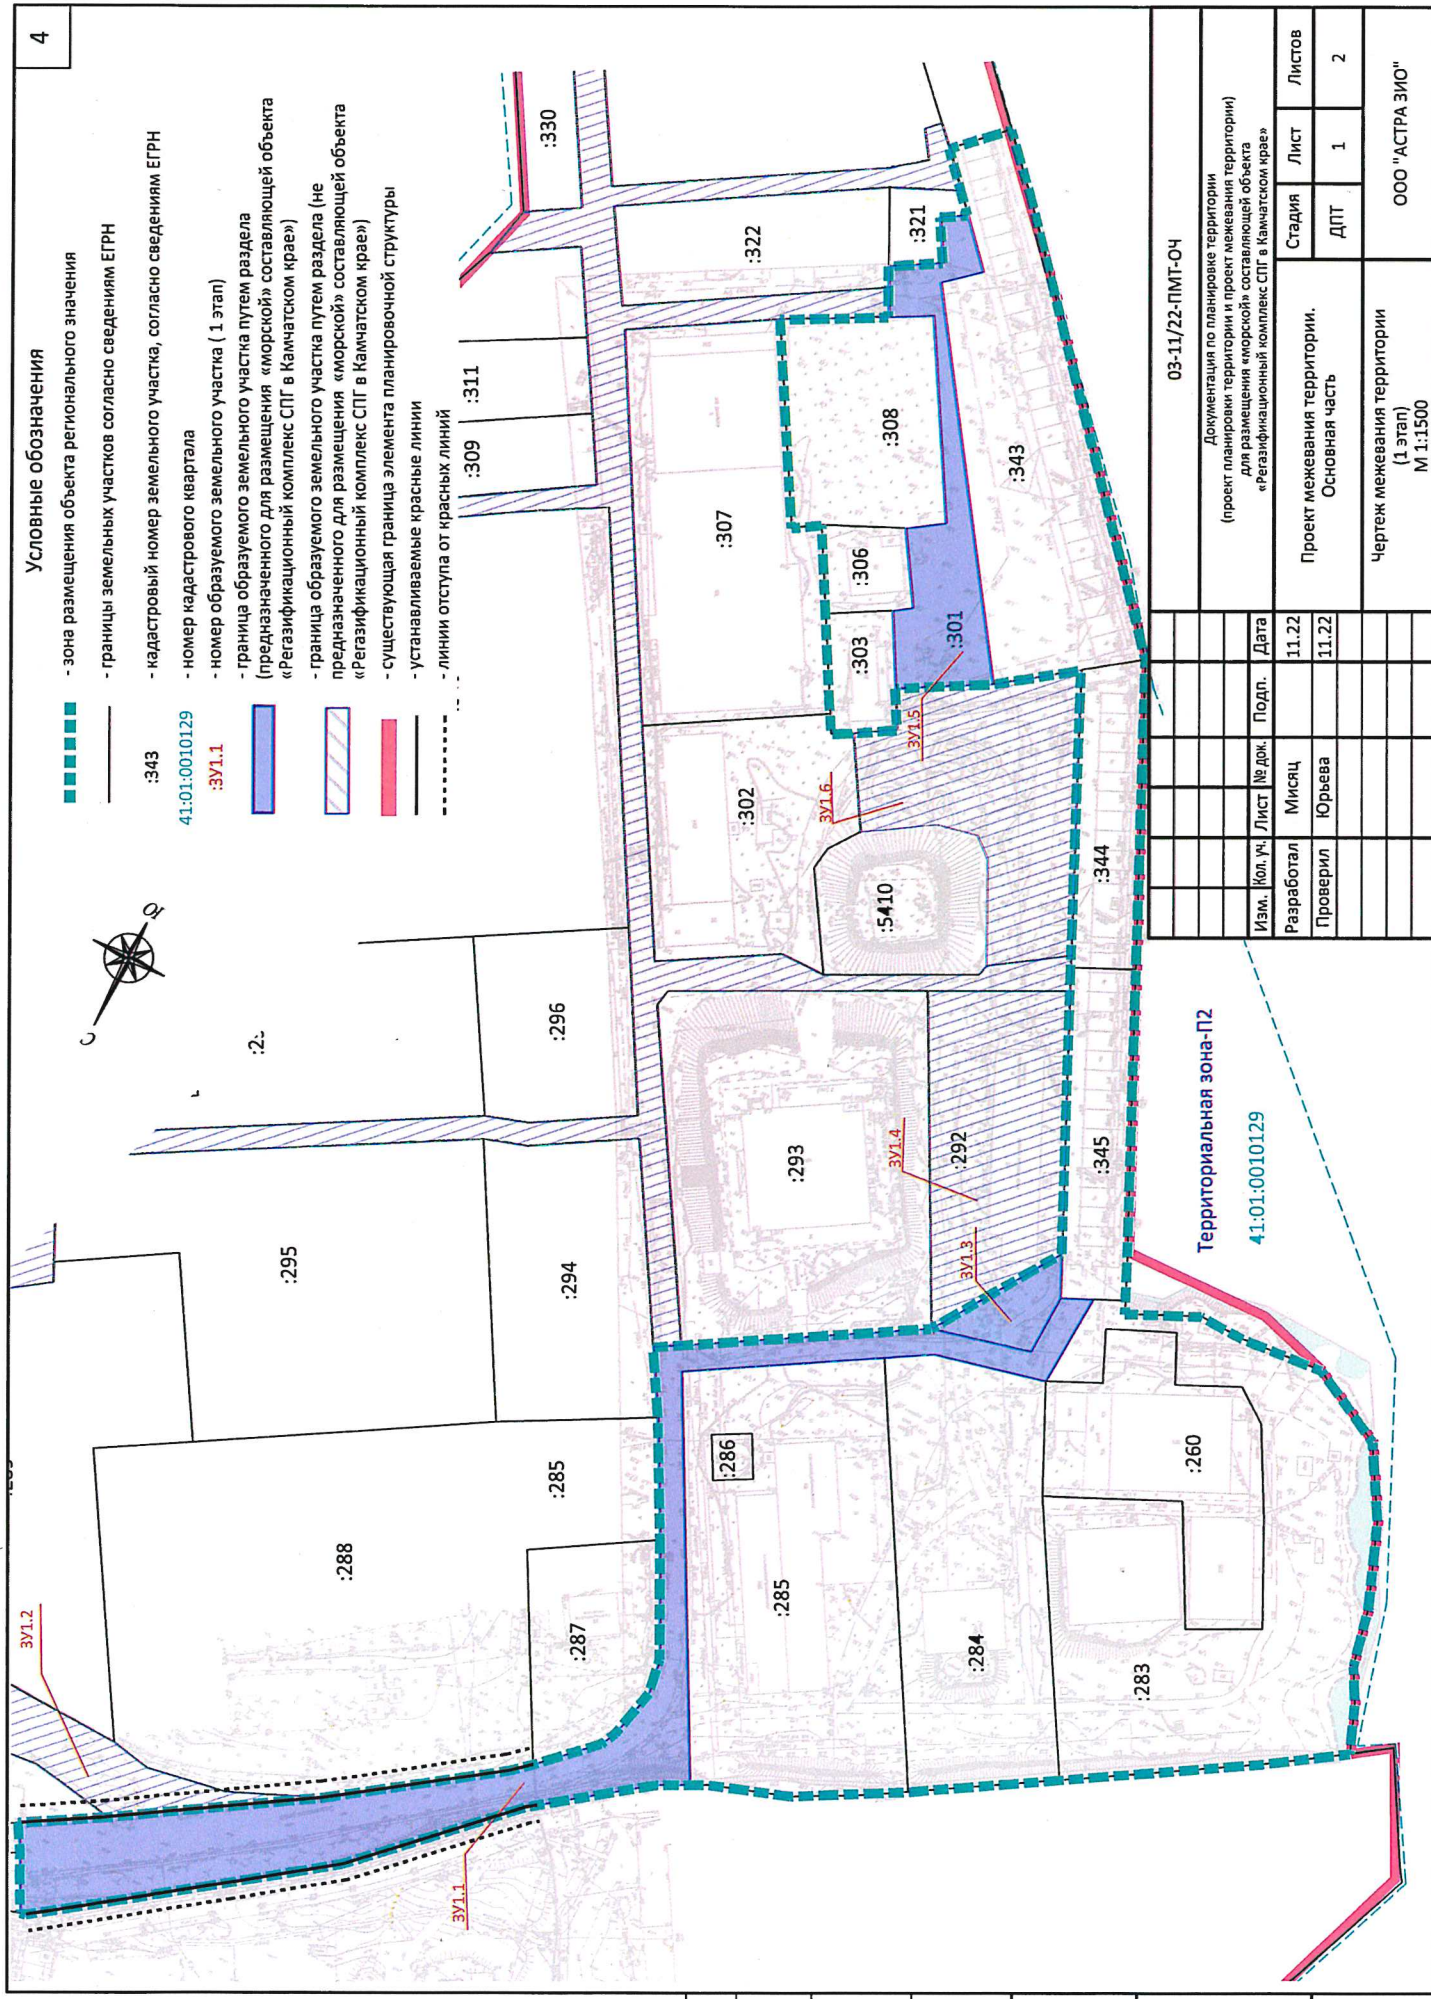 4
Условные обозначения
- зона размещения объекта регионального значения
- границы земельных участков согласно сведениям ЕГРН
:343 - кадастровый номер земельного участка, согласно сведениям ЕГРН
41:01:0010129 - номер кадастрового квартала
:ЗУ1.1 - номер образуемого земельного участка ( 1 этап)
- граница образуемого земельного участка путем раздела
(предназначенного для размещения «морской» составляющей объекта
«Регазификационный комплекс СПГ в Камчатском крае»)
- граница образуемого земельного участка путем раздела (не
предназначенного для размещения «морской» составляющей объекта
«Регазификационный комплекс СПГ в Камчатском крае»)
- существующая граница элемента планировочной структуры
- устанавливаемые красные линии
- линии отступа от красных линий
С
Ю
ЗУ1.2
:288
:295
:2
:287
:285
:294
:296
:309
:311
:330
ЗУ1.1
:285
:286
:293
:302
:307
:322
:284
ЗУ1.3
ЗУ1.4
:292
:5410
ЗУ1.6
ЗУ1.5
:303
:306
:308
:321
:301
:283
:260
:345
:344
:343
Территориальная зона-П2
41:01:0010129
03-11/22-ПМТ-ОЧ
Документация по планировке территории
(проект планировки территории и проект межевания территории)
для размещения «морской» составляющей объекта
«Регазификационный комплекс СПГ в Камчатском крае»
Изм. Кол. уч. Лист №док. Подп. Дата
Разработал Мисяц 11.22
Проверил Юрьева 11.22
Проект межевания территории.
Основная часть
Стадия Лист Листов
ДПТ 1 2
Чертеж межевания территории
(1 этап)
М 1:1500
ООО "АСТРА ЗИО"